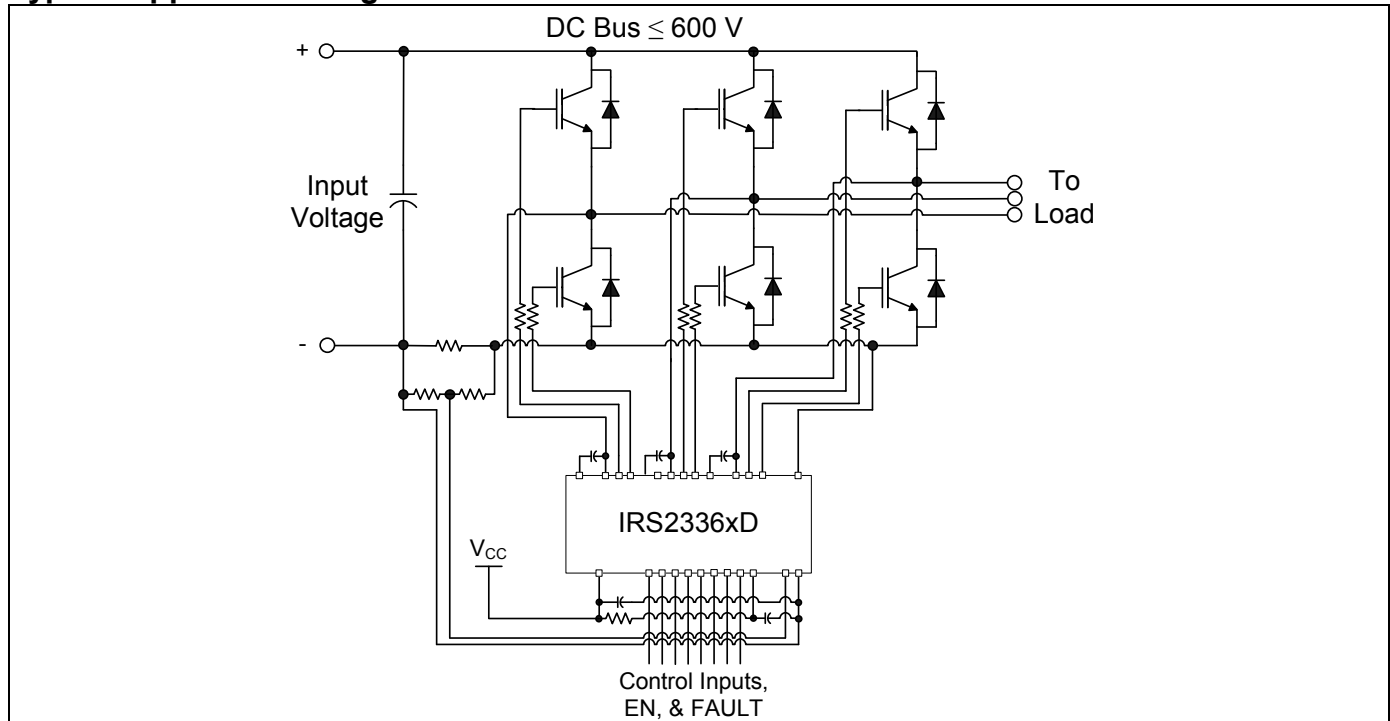 DC Bus ≤ 600 V
+
Input
Voltage
To
Load
-
IRS2336xD
VCC
Control Inputs,
EN, & FAULT